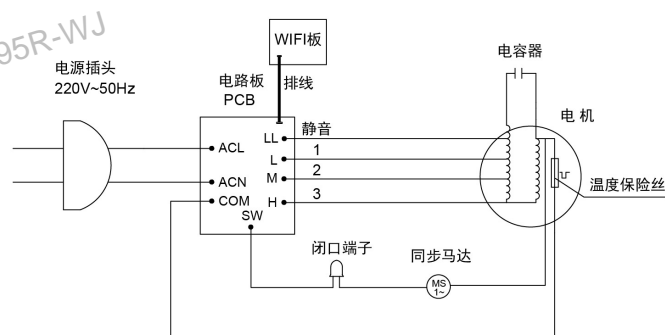 95R-WJ
WIFI板
电源插头
220V~50Hz
电路板
PCB
排线
电容器
电 机
静音
LL
1
L
2
M
3
H
ACL
ACN
COM
SW
温度保险丝
闭口端子
同步马达
MS
1~